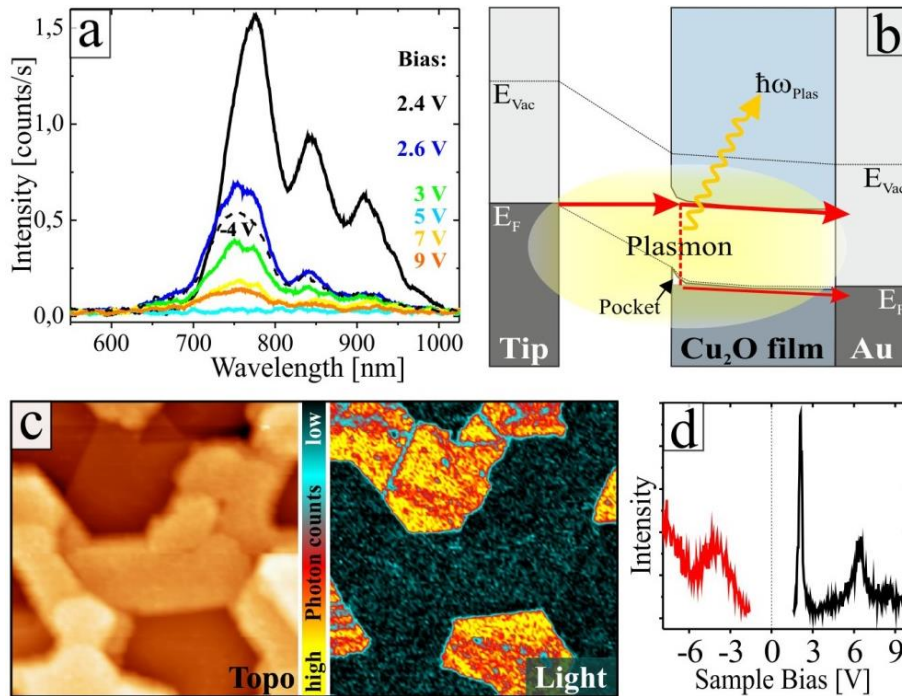 a
Intensity [counts/s]
1,5
1,0
0,5
0,0
600 700 800 900 1000
Wavelength [nm]
Bias:
2.4 V
2.6 V
3 V
5 V
7 V
9 V
-4 V
b
E_Vac
ħω_Plas
E_Vac
E_F
Plasmon
Pocket
E_F
Tip
Cu₂O film
Au
c
Topo
low
Photon counts
high
Light
d
Intensity
-6 -3 0 3 6 9
Sample Bias [V]